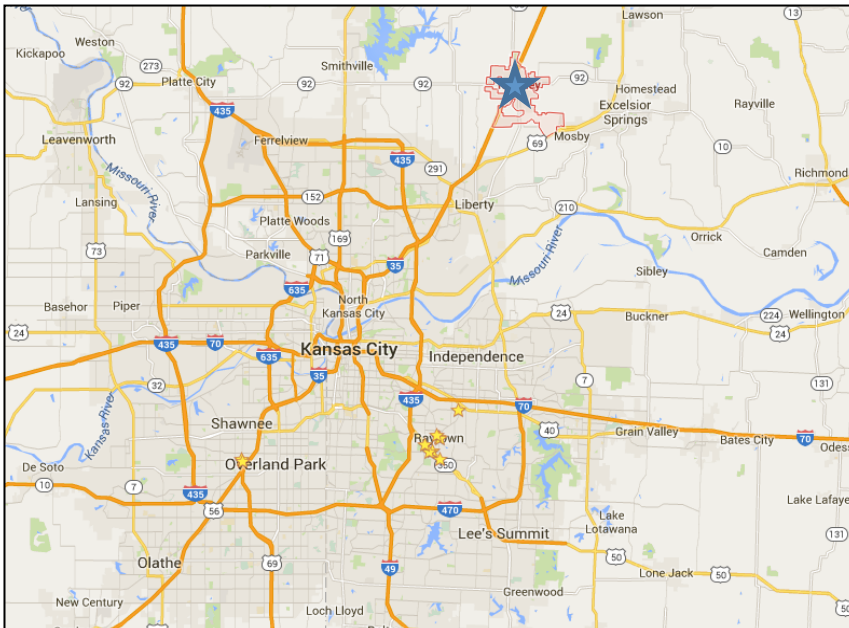 Weston
Lawson
13
Kickapoo
Smithville
273
Platte City
92
92
92
92
Homestead
Rayville
Excelsior
Springs
435
Leavenworth
Ferrelview
69
Mosby
10
435
291
Missouri River
Richmond
Lansing
152
Liberty
210
Platte Woods
169
Orrick
73
Parkville
71
35
Missouri River
Camden
Sibley
635
Basehor
Piper
North
Kansas City
24
Buckner
224
Wellington
24
24
435
70
Kansas City
Independence
635
35
32
7
131
Kansas River
435
70
Shawnee
40
Grain Valley
Bates City
70
Odess
De Soto
Overland Park
350
10
7
435
56
470
Lake Lafaye
Lee's Summit
Lake
Lotawana
131
50
Olathe
69
49
Lone Jack
50
50
New Century
Loch Lloyd
Greenwood